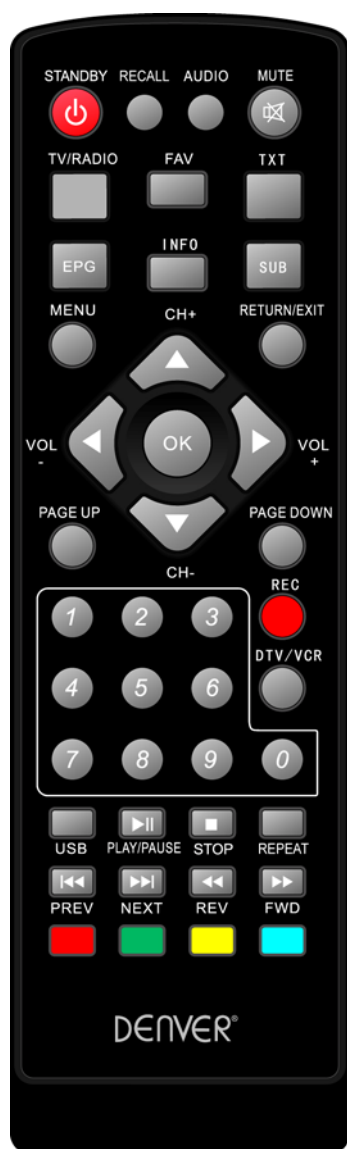 STANDBY RECALL AUDIO MUTE
TV/RADIO FAV TXT
EPG INFO SUB
MENU CH+ RETURN/EXIT
VOL
-
OK
VOL
+
PAGE UP PAGE DOWN
CH-
REC
1 2 3
DTV/VCR
4 5 6
7 8 9 0
USB PLAY/PAUSE STOP REPEAT
PREV NEXT REV FWD
DENVER®